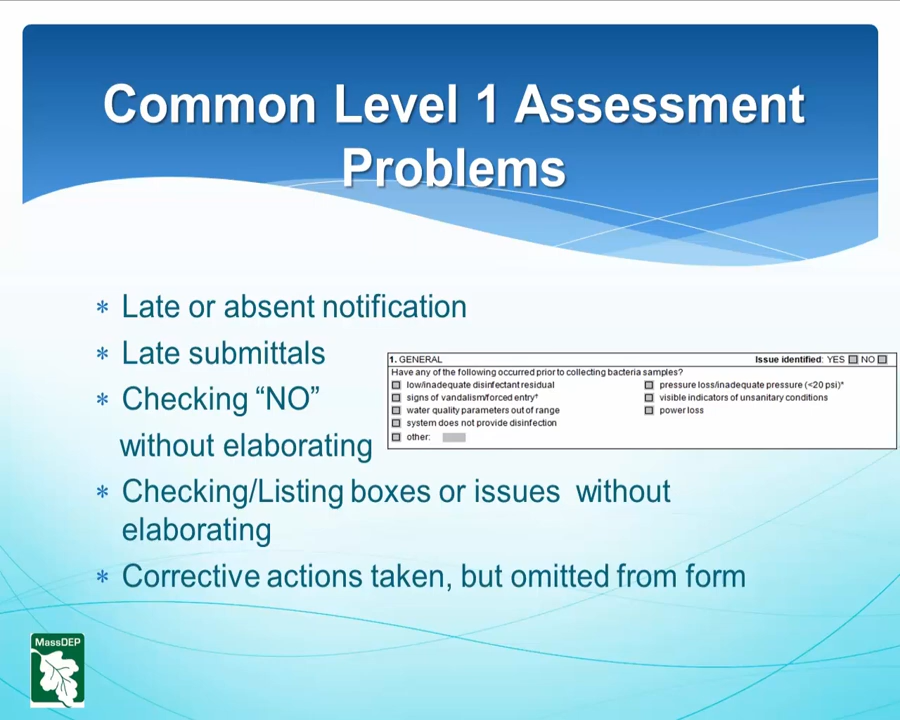 Common Level 1 Assessment
Problems
* Late or absent notification
* Late submittals
* Checking “NO”
without elaborating
1. GENERAL Issue identified: YES NO
Have any of the following occurred prior to collecting bacteria samples?
low/inadequate disinfectant residual
signs of vandalism/forced entry†
water quality parameters out of range
system does not provide disinfection
other:
pressure loss/inadequate pressure (<20 psi)*
visible indicators of unsanitary conditions
power loss
* Checking/Listing boxes or issues without
elaborating
* Corrective actions taken, but omitted from form
MassDEP